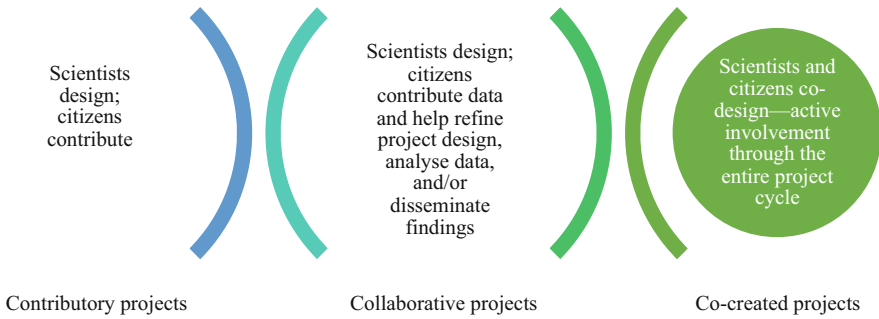 Scientists
design;
citizens
contribute
Scientists design;
citizens
contribute data
and help refine
project design,
analyse data,
and/or
disseminate
findings
Scientists and
citizens co-
design—active
involvement
through the
entire project
cycle
Contributory projects
Collaborative projects
Co-created projects